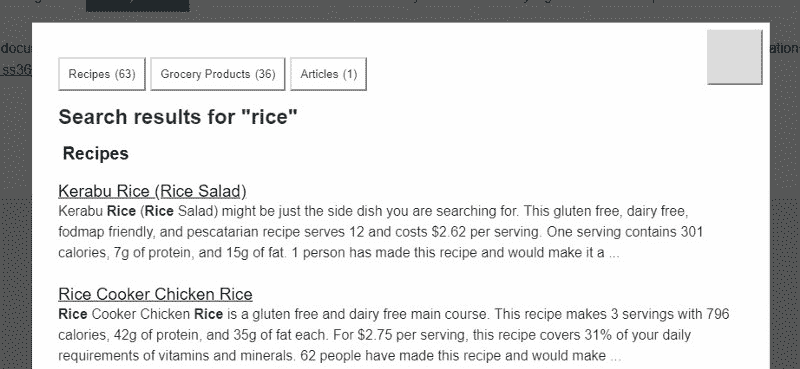 docu
ation
ss36
Recipes (63) Grocery Products (36) Articles (1)
Search results for "rice"
Recipes
Kerabu Rice (Rice Salad)
Kerabu Rice (Rice Salad) might be just the side dish you are searching for. This gluten free, dairy free,
fodmap friendly, and pescatarian recipe serves 12 and costs $2.62 per serving. One serving contains 301
calories, 7g of protein, and 15g of fat. 1 person has made this recipe and would make it a ...
Rice Cooker Chicken Rice
Rice Cooker Chicken Rice is a gluten free and dairy free main course. This recipe makes 3 servings with 796
calories, 42g of protein, and 35g of fat each. For $2.75 per serving, this recipe covers 31% of your daily
requirements of vitamins and minerals. 62 people have made this recipe and would make ...